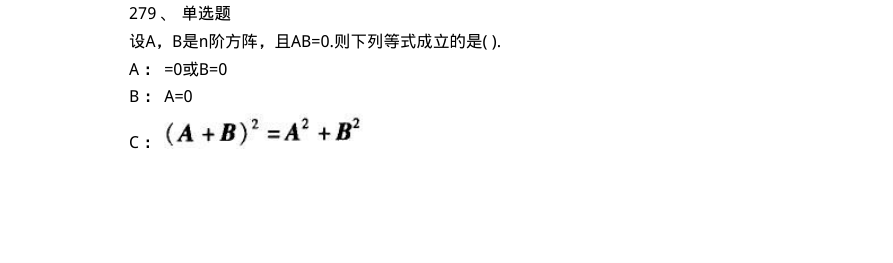 279 、 单选题
设A，B是n阶方阵，且AB=0.则下列等式成立的是( ).
A ： =0或B=0
B ： A=0
C ： (A + B)² = A² + B²